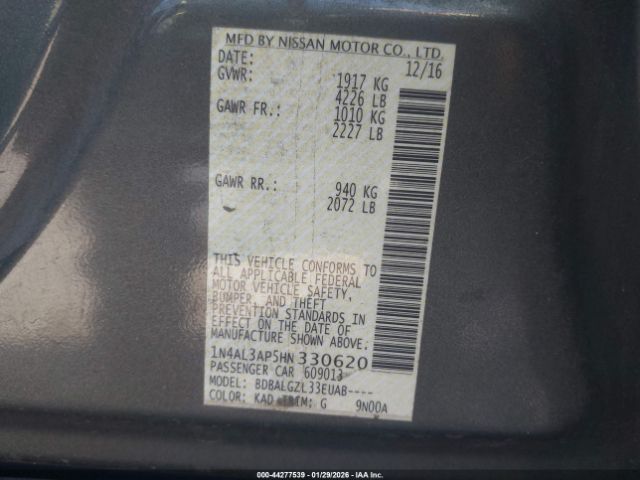 MFD BY NISSAN MOTOR CO., LTD.
DATE: 12/16
GVWR: 1917 KG
4226 LB
GAWR FR.: 1010 KG
2227 LB
GAWR RR.: 940 KG
2072 LB
THIS VEHICLE CONFORMS TO
ALL APPLICABLE FEDERAL
MOTOR VEHICLE SAFETY,
BUMPER, AND THEFT
PREVENTION STANDARDS IN
EFFECT ON THE DATE OF
MANUFACTURE SHOWN ABOVE.
1N4AL3AP5HN330620
PASSENGER CAR 609013
MODEL: BDBALGZL33EUAB----
COLOR: KAD TRIM: G 9N00A
000-44277539 - 01/29/2026 - IAAI.com